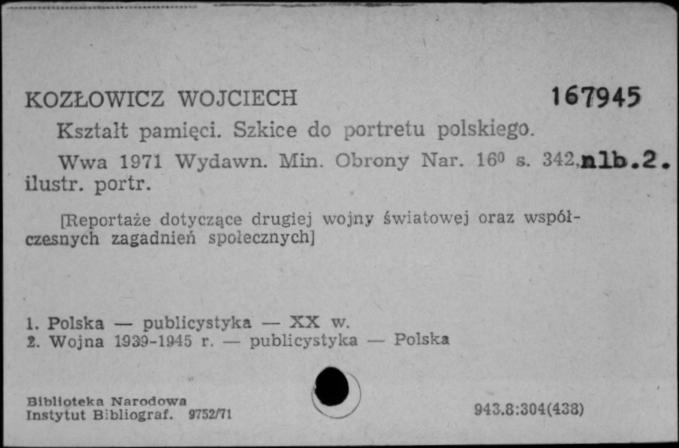 KOZŁOWICZ WOJCIECH 167945
Kształt pamięci. Szkice do portretu polskiego.
Wwa 1971 Wydawn. Min. Obrony Nar. 16⁰ s. 342, nlb.2.
ilustr. portr.
[Reportaże dotyczące drugiej wojny światowej oraz współ-
czesnych zagadnień społecznych]
1. Polska — publicystyka — XX w.
2. Wojna 1939-1945 r. — publicystyka — Polska
Biblioteka Narodowa
Instytut Bibliograf. 9752/71 943.8:304(438)